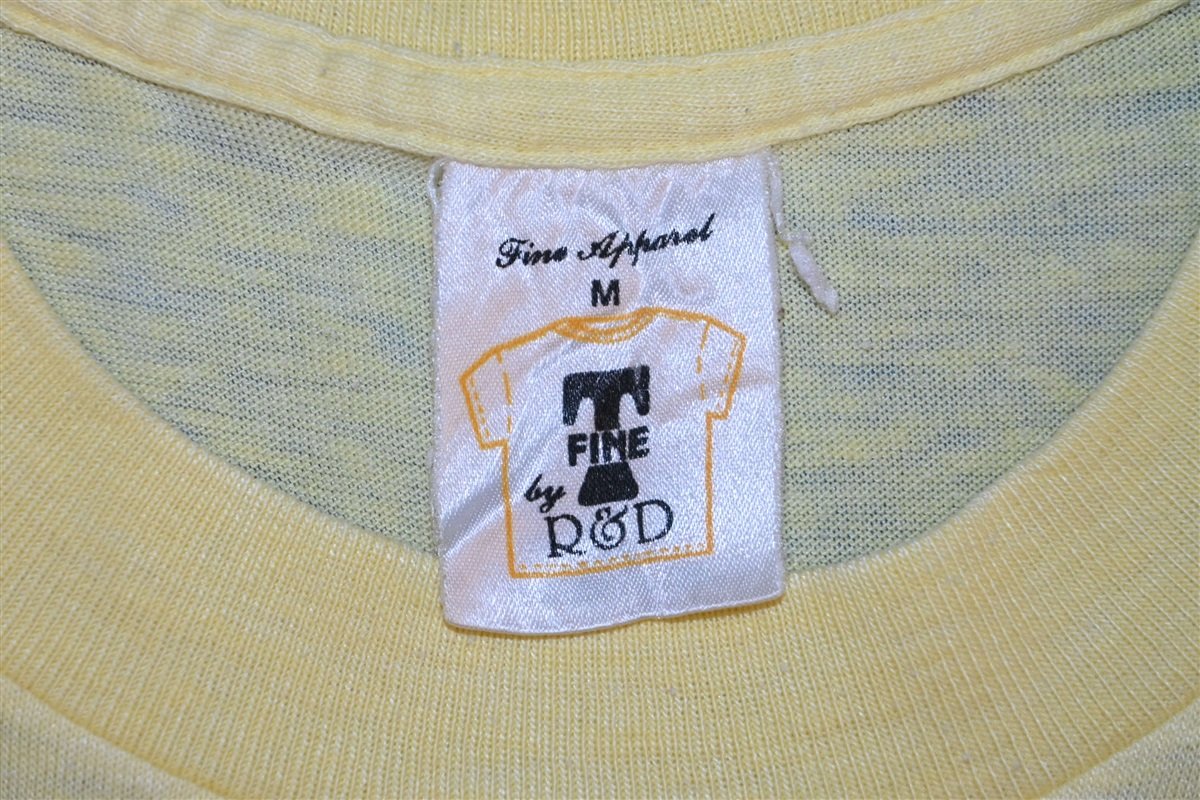 Fine Apparel
M
T
FINE
by
R&D